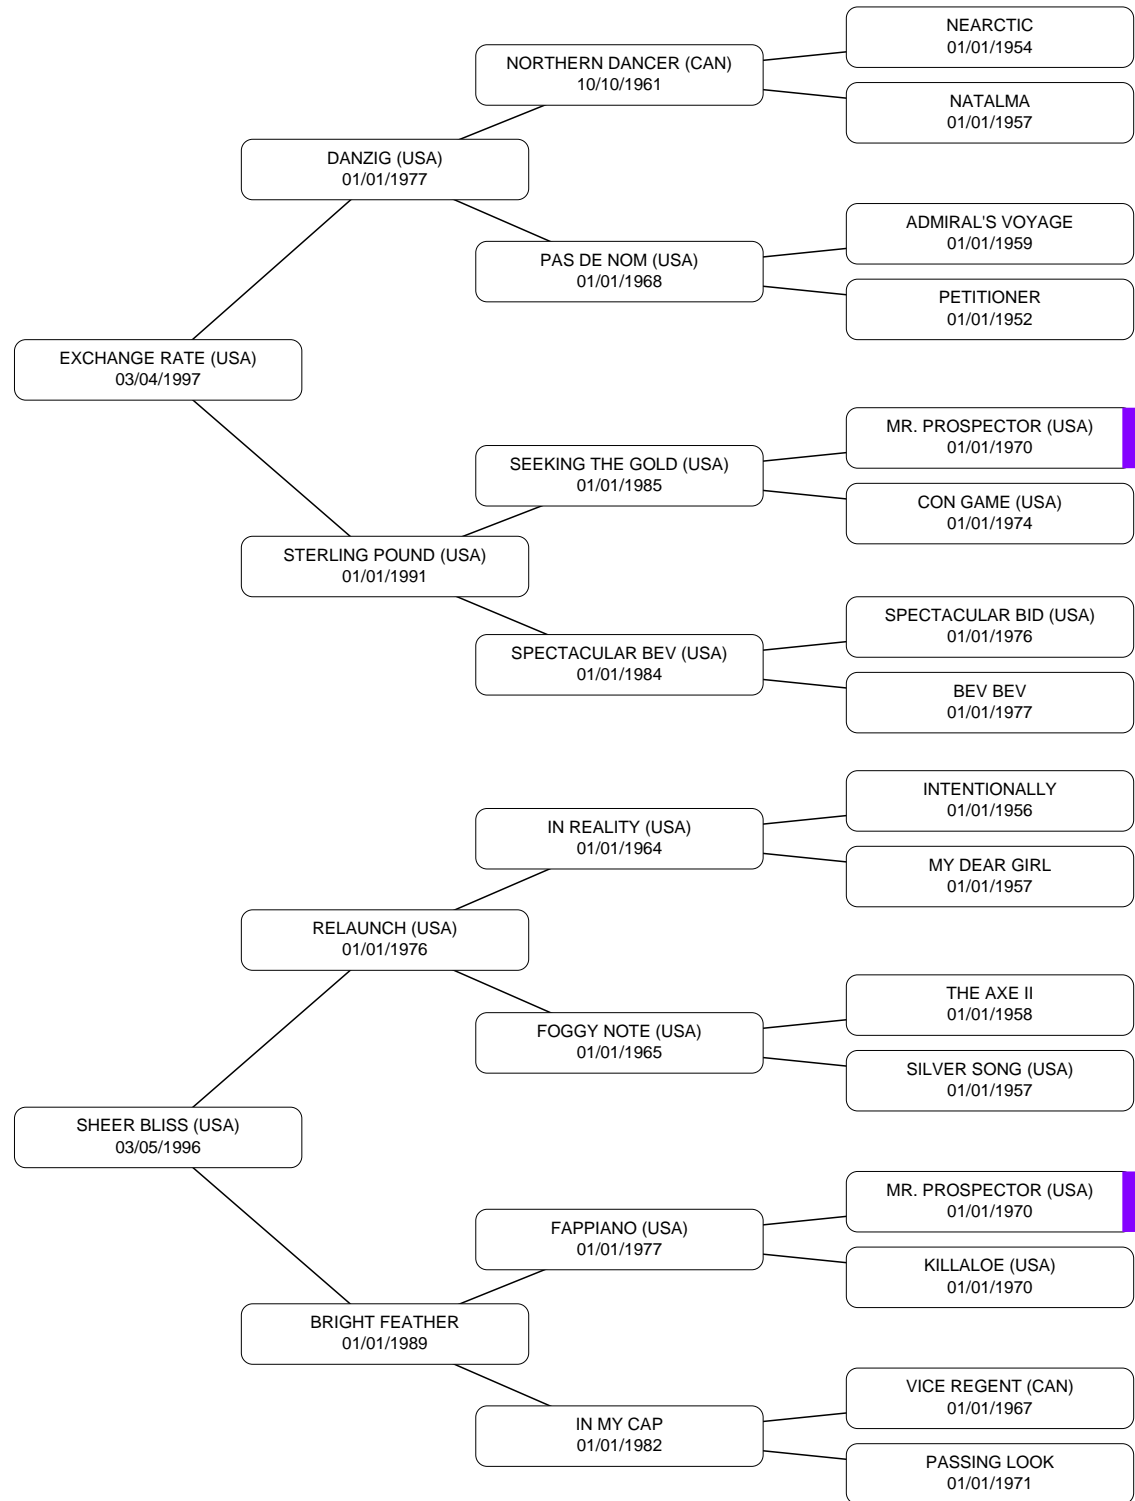 NEARCTIC
01/01/1954
NORTHERN DANCER (CAN)
10/10/1961
NATALMA
01/01/1957
DANZIG (USA)
01/01/1977
ADMIRAL'S VOYAGE
01/01/1959
PAS DE NOM (USA)
01/01/1968
PETITIONER
01/01/1952
EXCHANGE RATE (USA)
03/04/1997
MR. PROSPECTOR (USA)
01/01/1970
SEEKING THE GOLD (USA)
01/01/1985
CON GAME (USA)
01/01/1974
STERLING POUND (USA)
01/01/1991
SPECTACULAR BID (USA)
01/01/1976
SPECTACULAR BEV (USA)
01/01/1984
BEV BEV
01/01/1977
INTENTIONALLY
01/01/1956
IN REALITY (USA)
01/01/1964
MY DEAR GIRL
01/01/1957
RELAUNCH (USA)
01/01/1976
THE AXE II
01/01/1958
FOGGY NOTE (USA)
01/01/1965
SILVER SONG (USA)
01/01/1957
SHEER BLISS (USA)
03/05/1996
MR. PROSPECTOR (USA)
01/01/1970
FAPPIANO (USA)
01/01/1977
KILLALOE (USA)
01/01/1970
BRIGHT FEATHER
01/01/1989
VICE REGENT (CAN)
01/01/1967
IN MY CAP
01/01/1982
PASSING LOOK
01/01/1971